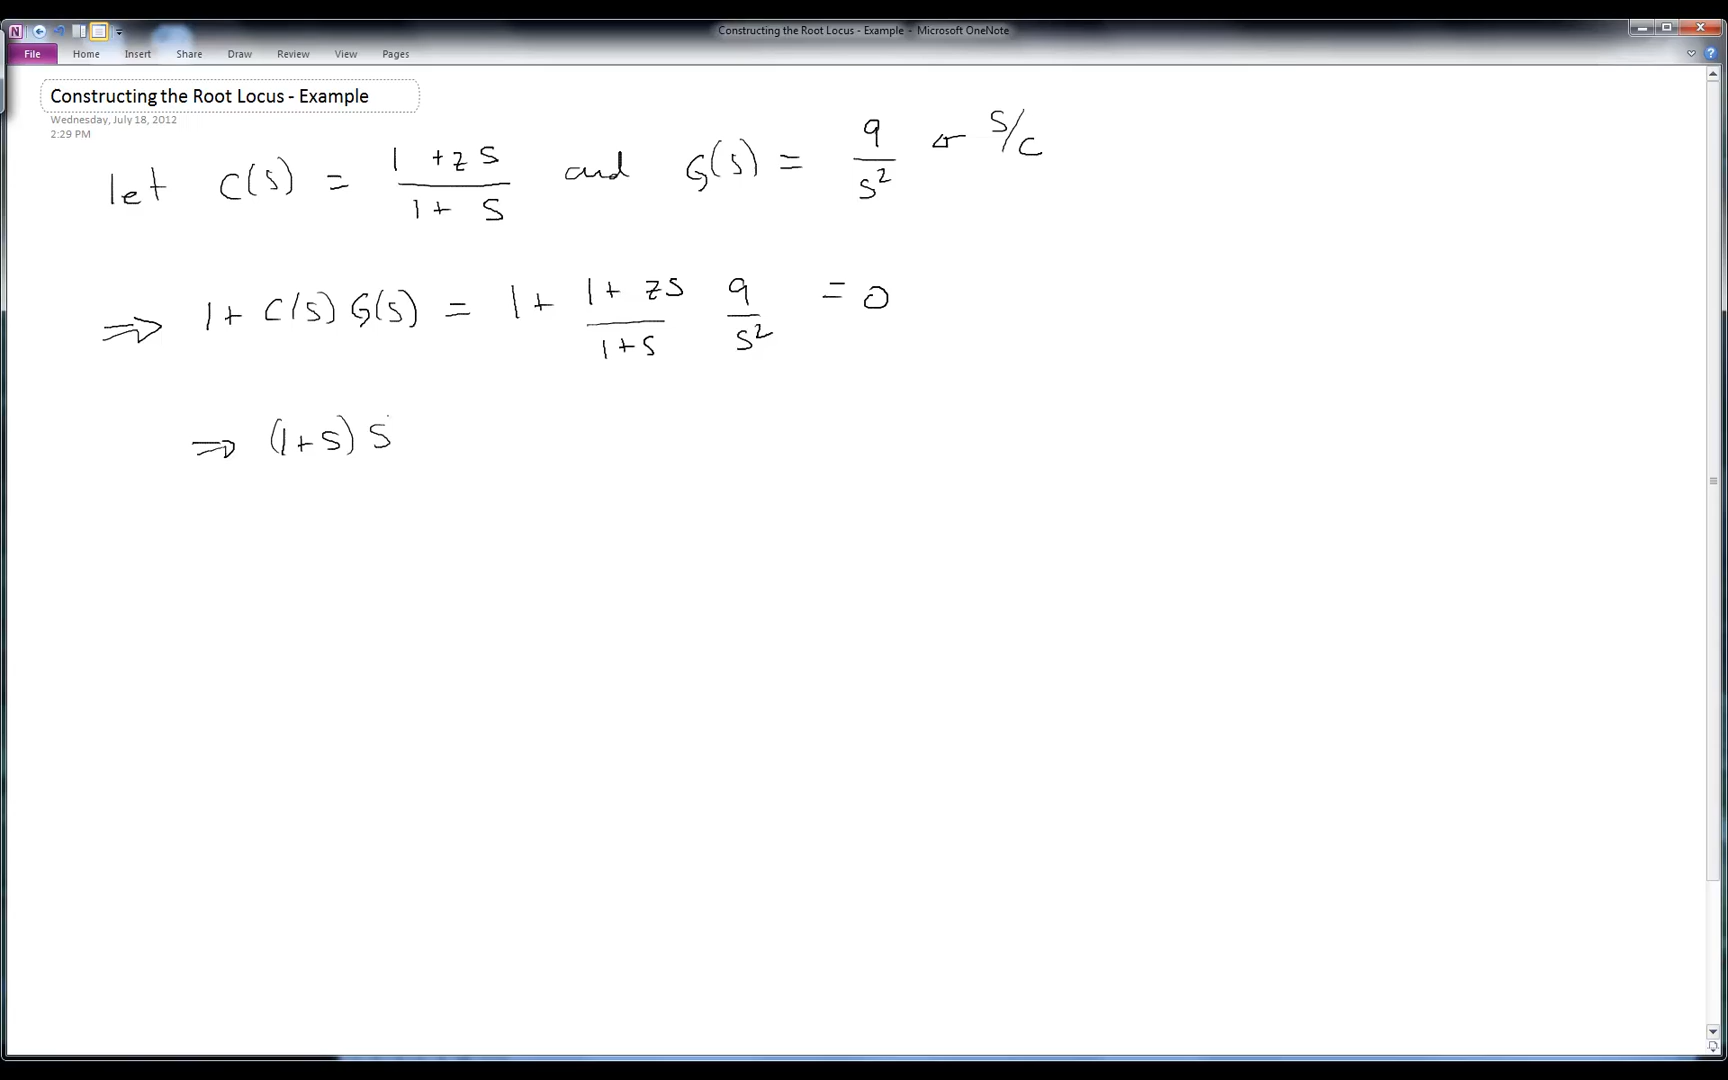 Constructing the Root Locus - Example - Microsoft OneNote
File Home Insert Share Draw Review View Pages
Constructing the Root Locus - Example
Wednesday, July 18, 2012
2:29 PM
let C(s) = (1 + zs)/(1 + s) and G(s) = 9/s² ← S/C
⇒ 1 + C(s) G(s) = 1 + (1 + zs)/(1 + s) 9/s² = 0
⇒ (1+s) s